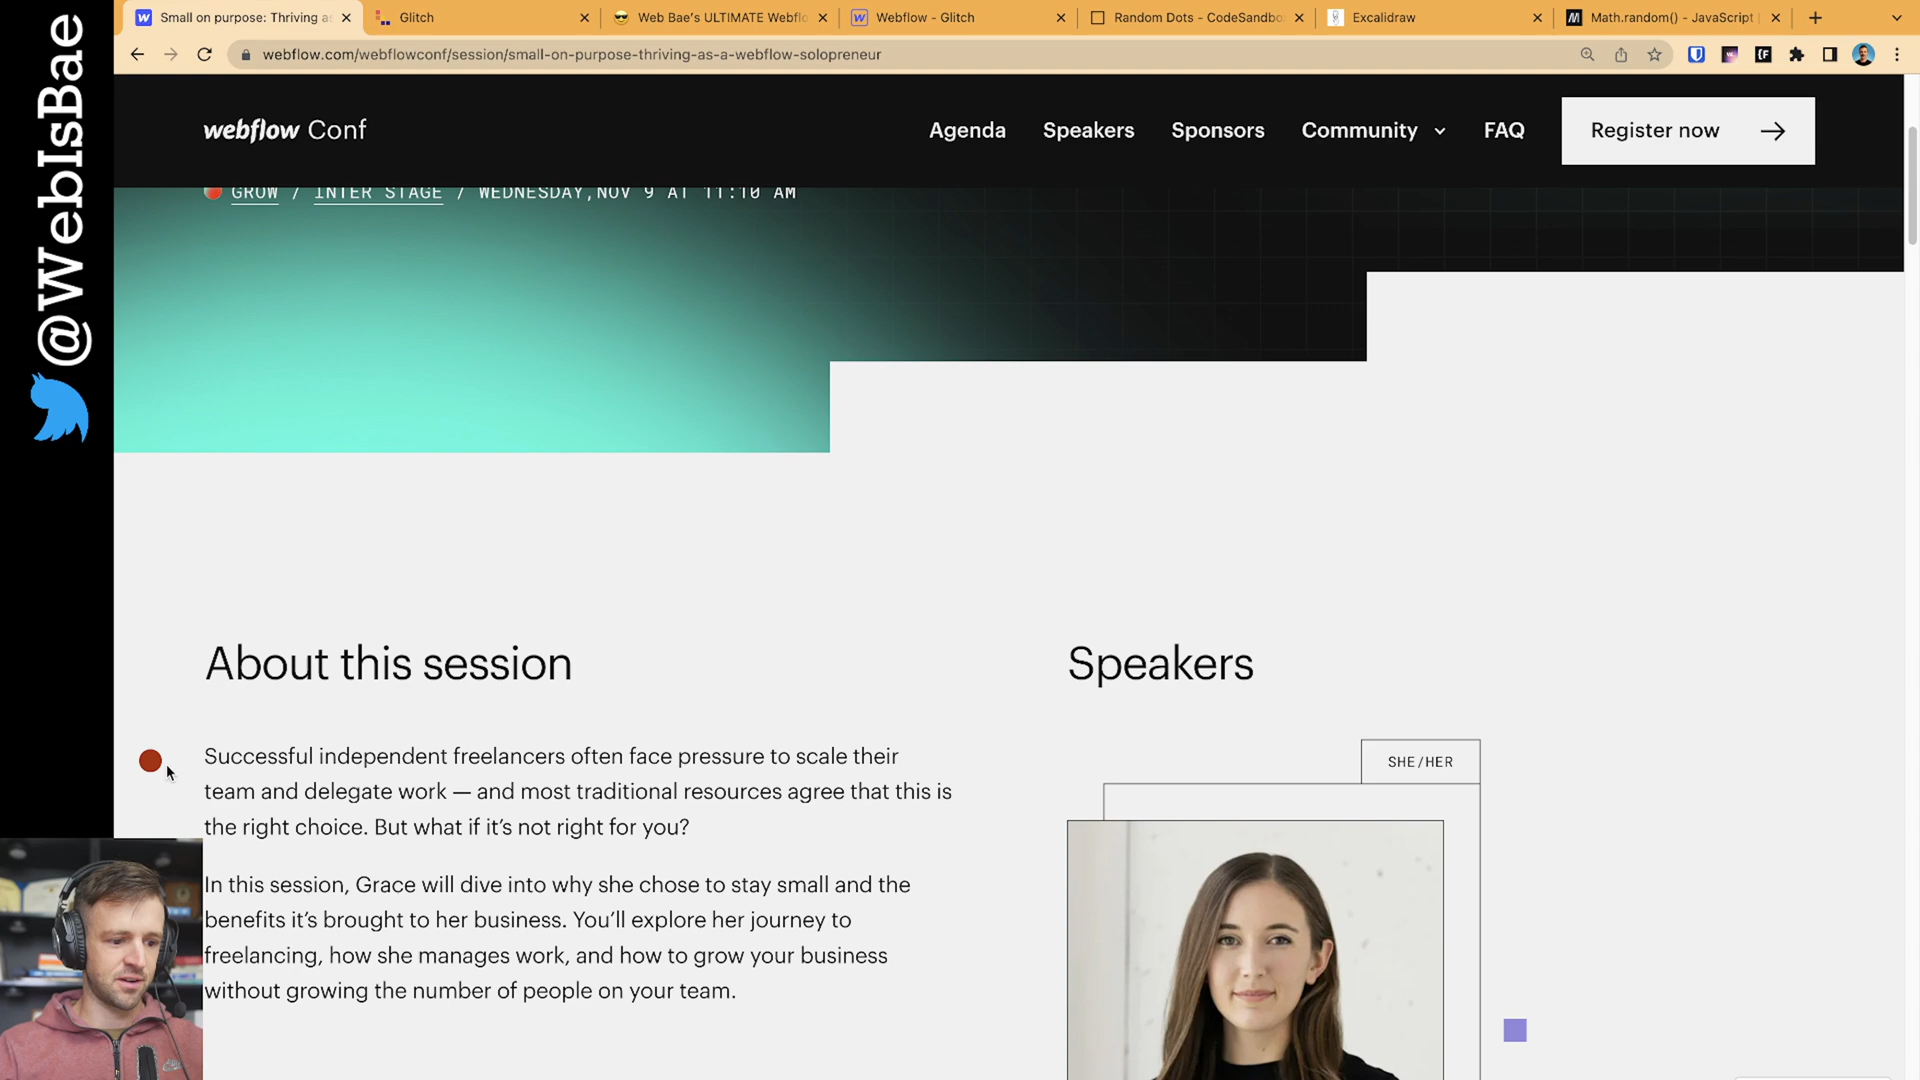 @WebIsBae
Small on purpose: Thriving as
Glitch
Web Bae's ULTIMATE Webflo
Webflow - Glitch
Random Dots - CodeSandbo
Excalidraw
Math.random() - JavaScript
webflow.com/webflowconf/session/small-on-purpose-thriving-as-a-webflow-solopreneur
webflow Conf
Agenda
Speakers
Sponsors
Community
FAQ
Register now
GROW / INTER STAGE / WEDNESDAY,NOV 9 AT 11:10 AM
About this session
Successful independent freelancers often face pressure to scale their
team and delegate work — and most traditional resources agree that this is
the right choice. But what if it’s not right for you?
In this session, Grace will dive into why she chose to stay small and the
benefits it’s brought to her business. You’ll explore her journey to
freelancing, how she manages work, and how to grow your business
without growing the number of people on your team.
Speakers
SHE/HER